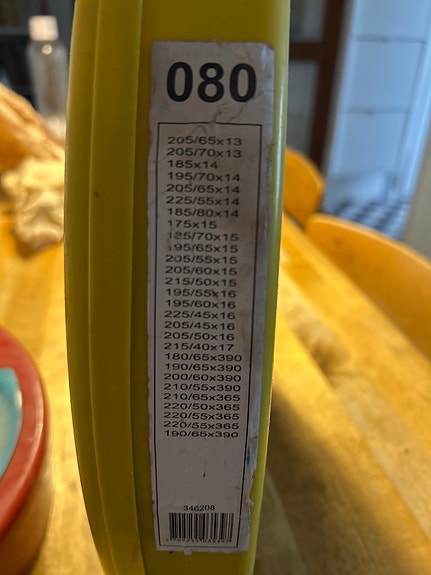 080
205/65x13
205/70x13
185x14
195/70x14
205/65x14
225/55x14
185/80x14
175x15
185/70x15
195/65x15
205/55x15
205/60x15
215/50x15
195/55x16
195/60x16
225/45x16
205/45x16
205/50x16
215/40x17
180/65x390
190/65x390
200/60x390
210/55x390
210/65x365
220/50x365
220/55x365
220/55x365
190/65x390
346208